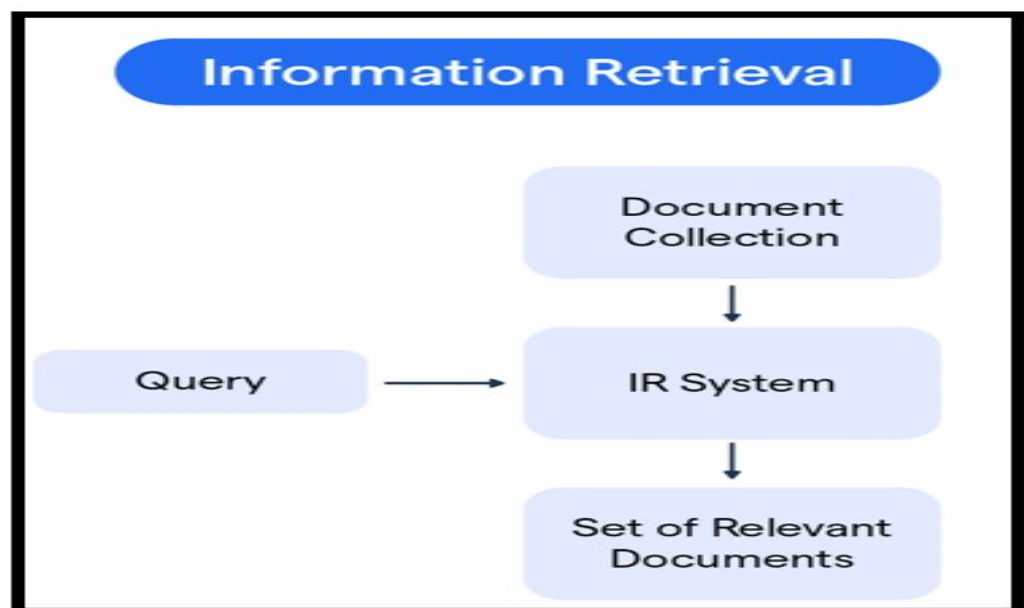 Information Retrieval
Document
Collection
Query
IR System
Set of Relevant
Documents